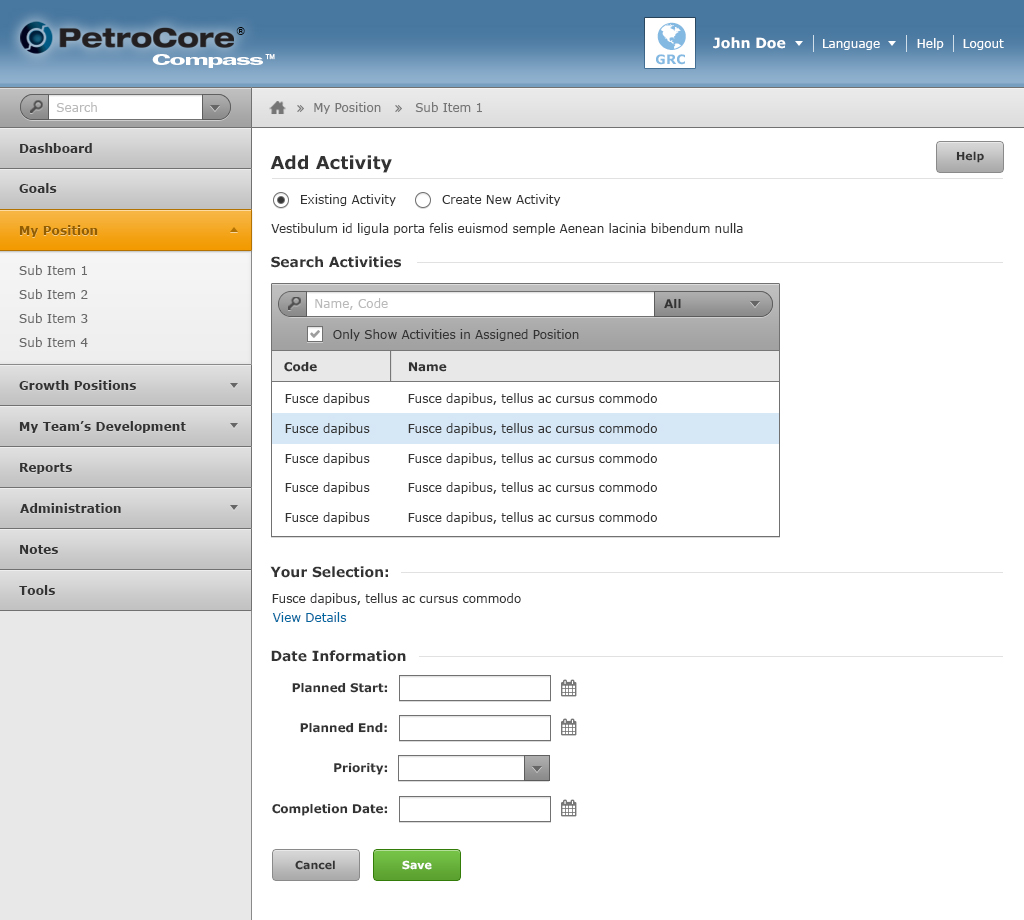 PetroCore®
Compass™
GRC
John Doe
Language
Help
Logout
Search
My Position
Sub Item 1
Dashboard
Goals
My Position
Sub Item 1
Sub Item 2
Sub Item 3
Sub Item 4
Growth Positions
My Team’s Development
Reports
Administration
Notes
Tools
Add Activity
Help
Existing Activity
Create New Activity
Vestibulum id ligula porta felis euismod semple Aenean lacinia bibendum nulla
Search Activities
Name, Code
All
Only Show Activities in Assigned Position
Code Name
Fusce dapibus Fusce dapibus, tellus ac cursus commodo
Fusce dapibus Fusce dapibus, tellus ac cursus commodo
Fusce dapibus Fusce dapibus, tellus ac cursus commodo
Fusce dapibus Fusce dapibus, tellus ac cursus commodo
Fusce dapibus Fusce dapibus, tellus ac cursus commodo
Your Selection:
Fusce dapibus, tellus ac cursus commodo
View Details
Date Information
Planned Start:
Planned End:
Priority:
Completion Date:
Cancel
Save